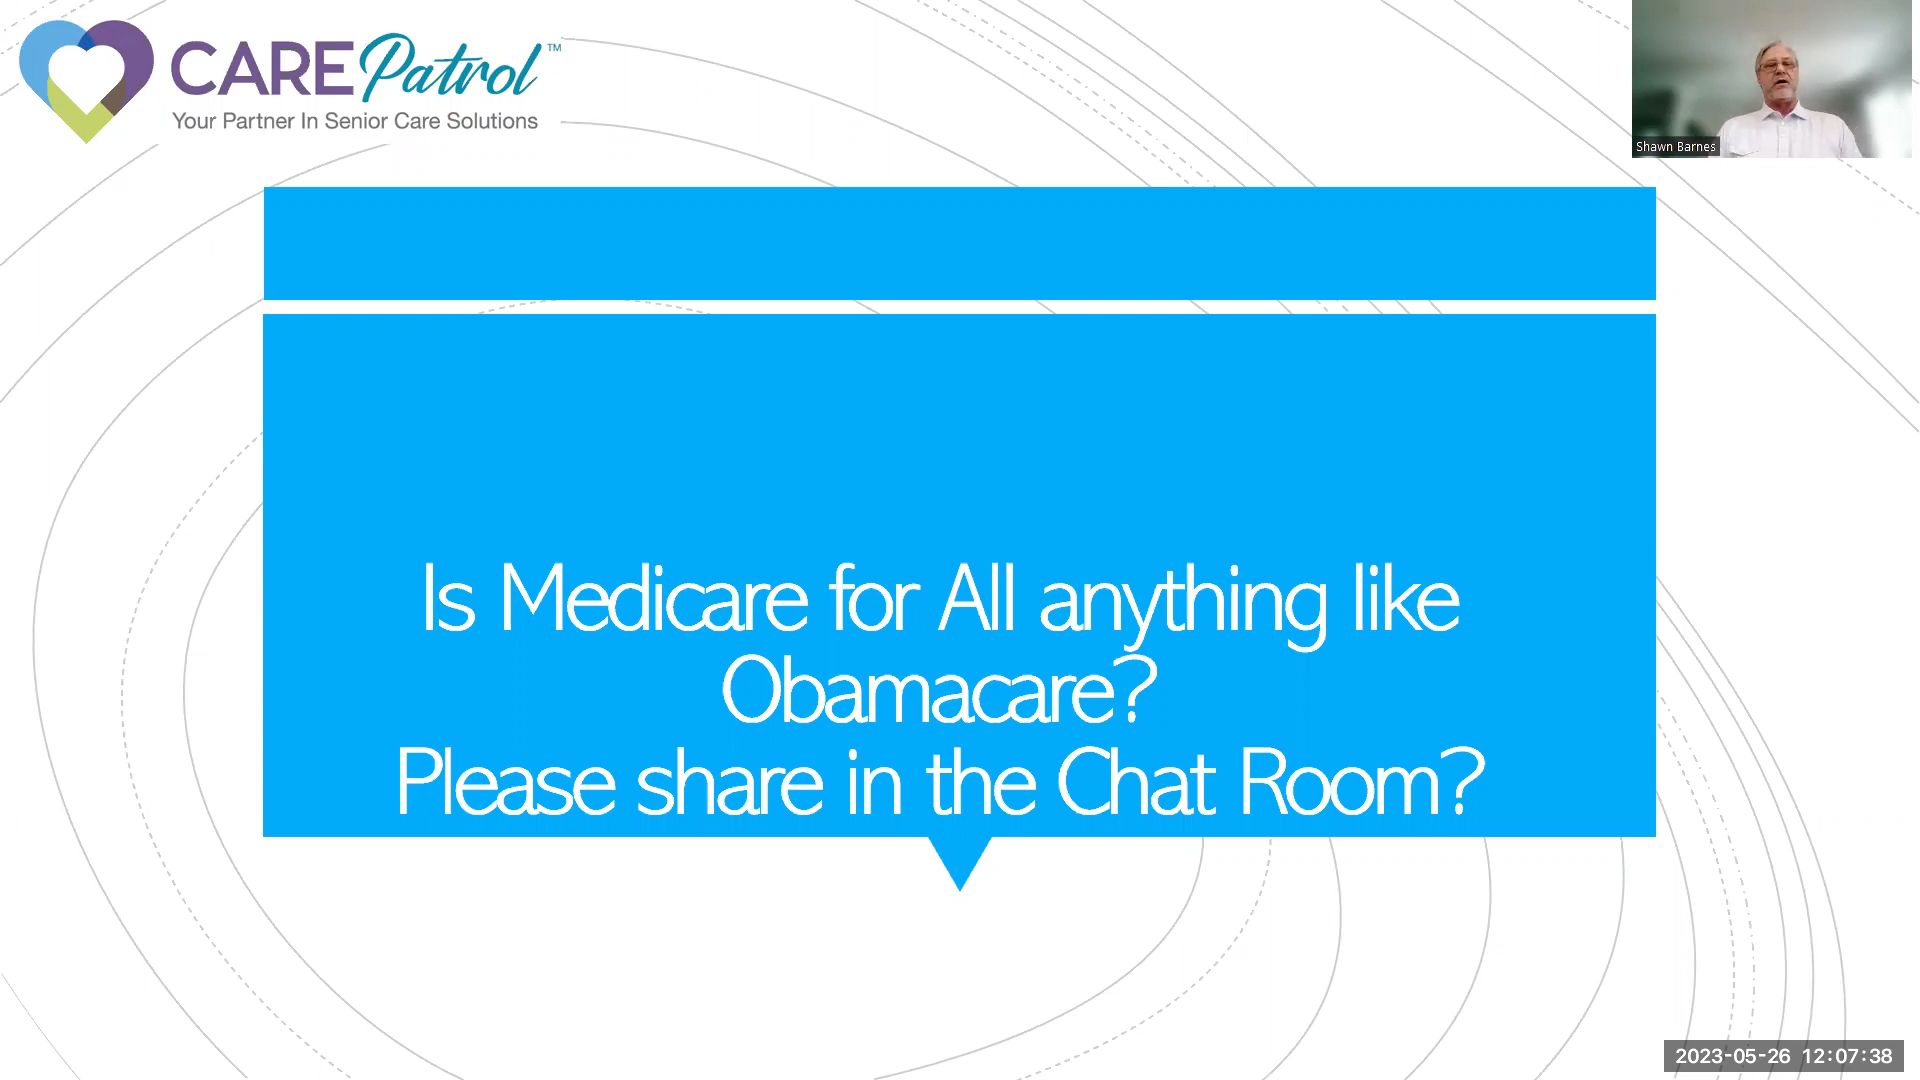 CAREPatrol™
Your Partner In Senior Care Solutions
Shawn Barnes
Is Medicare for All anything like
Obamacare?
Please share in the Chat Room?
2023-05-26 12:07:38